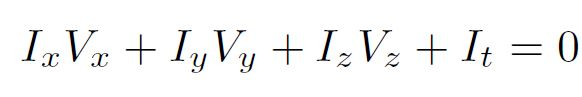 I_x V_x + I_y V_y + I_z V_z + I_t = 0